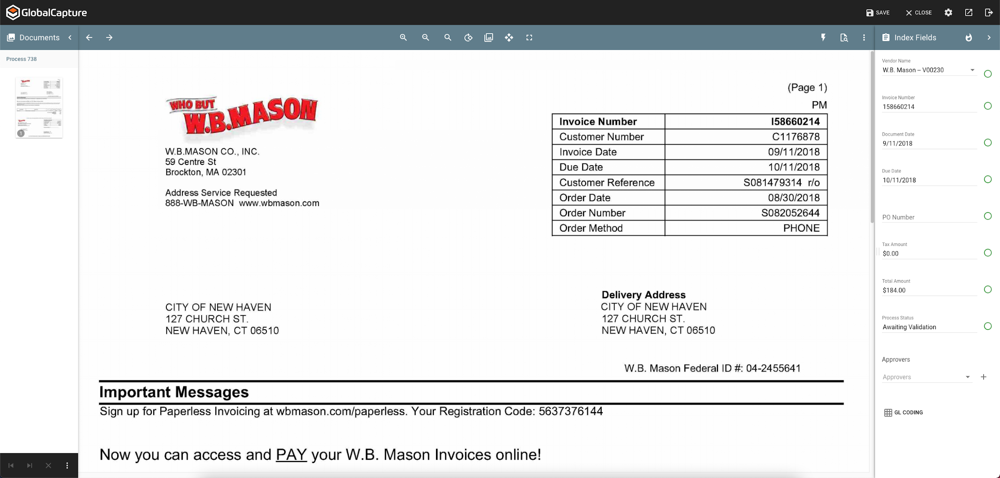 GlobalCapture
SAVE
CLOSE
Documents
Index Fields
Process 738
1
(Page 1)
PM
WHO BUT
W.B.MASON
W.B.MASON CO., INC.
59 Centre St
Brockton, MA 02301
Address Service Requested
888-WB-MASON www.wbmason.com
Invoice Number I58660214
Customer Number C1176878
Invoice Date 09/11/2018
Due Date 10/11/2018
Customer Reference S081479314 r/o
Order Date 08/30/2018
Order Number S082052644
Order Method PHONE
CITY OF NEW HAVEN
127 CHURCH ST.
NEW HAVEN, CT 06510
Delivery Address
CITY OF NEW HAVEN
127 CHURCH ST.
NEW HAVEN, CT 06510
W.B. Mason Federal ID #: 04-2455641
Important Messages
Sign up for Paperless Invoicing at wbmason.com/paperless. Your Registration Code: 5637376144
Now you can access and PAY your W.B. Mason Invoices online!
Vendor Name
W.B. Mason -- V00230
Invoice Number
158660214
Document Date
9/11/2018
Due Date
10/11/2018
PO Number
Tax Amount
$0.00
Total Amount
$184.00
Process Status
Awaiting Validation
Approvers
Approvers
GL CODING